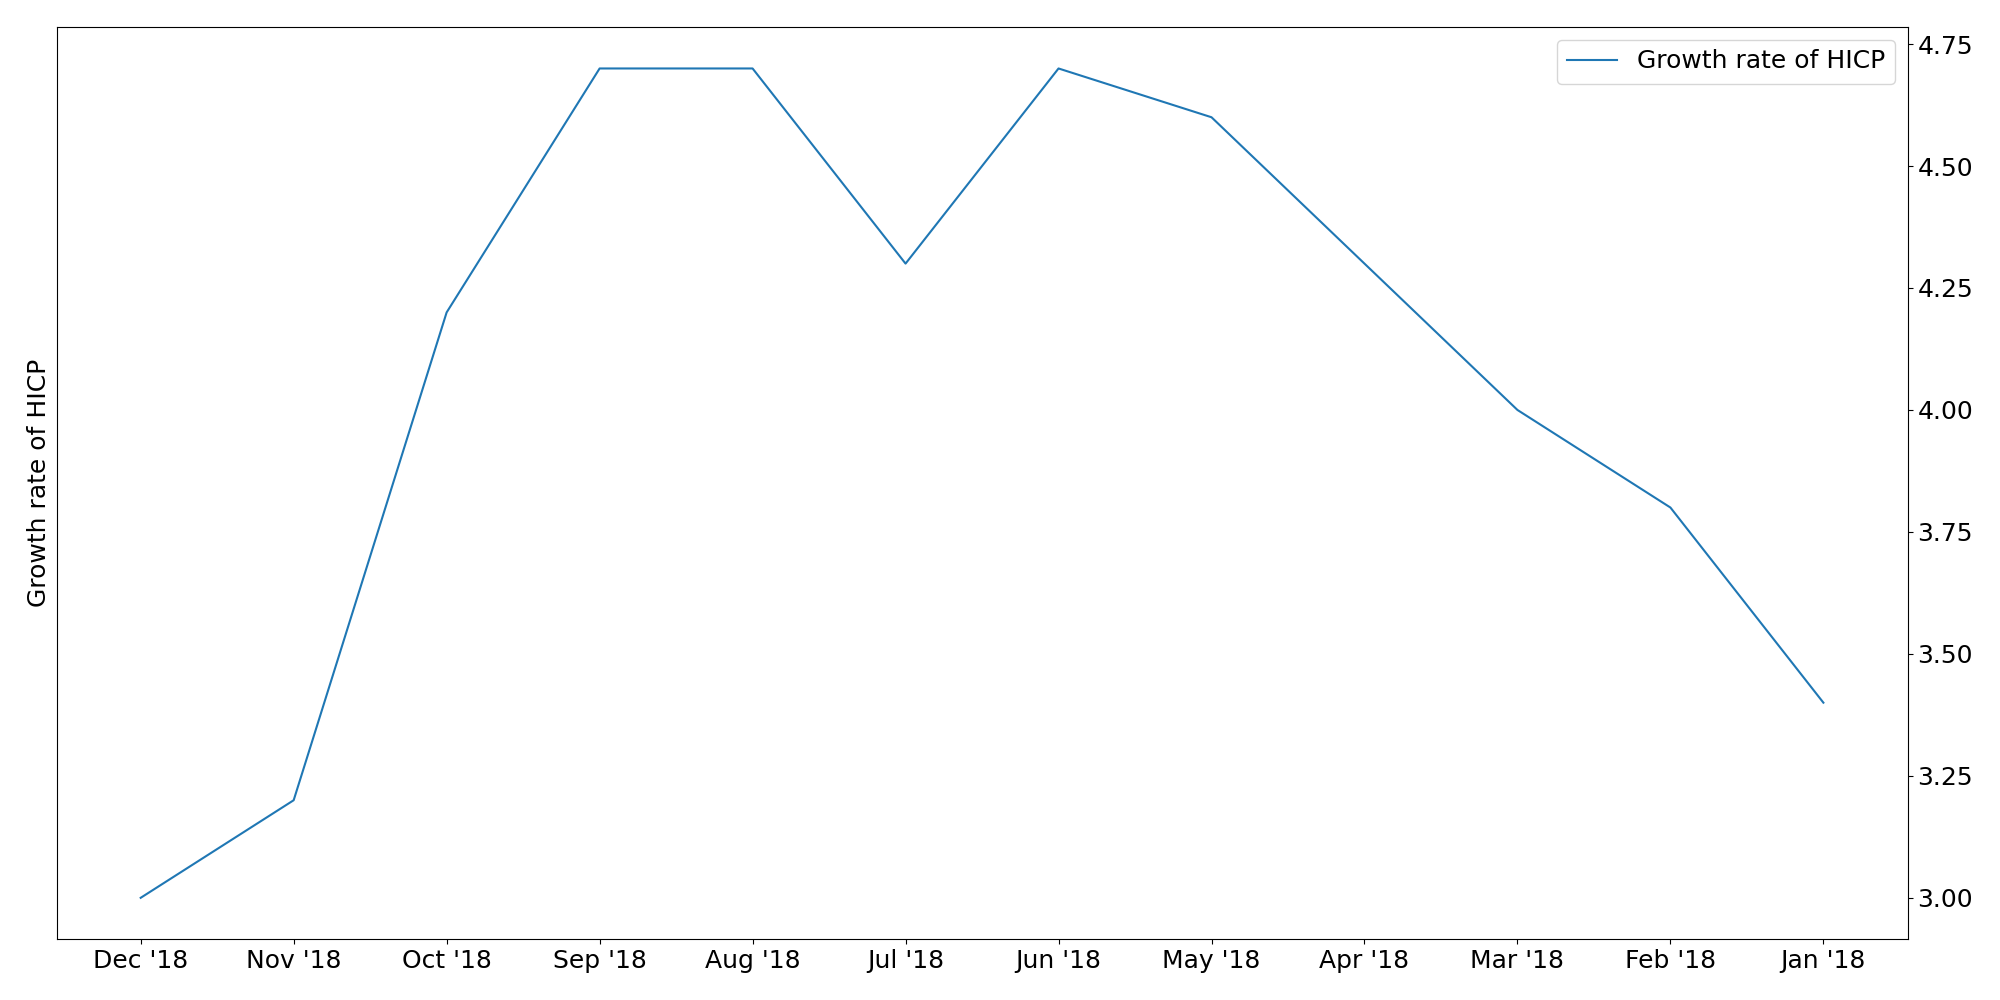 Growth rate of HICP
4.75
4.50
4.25
4.00
3.75
3.50
3.25
3.00
Growth rate of HICP
Dec '18 Nov '18 Oct '18 Sep '18 Aug '18 Jul '18 Jun '18 May '18 Apr '18 Mar '18 Feb '18 Jan '18